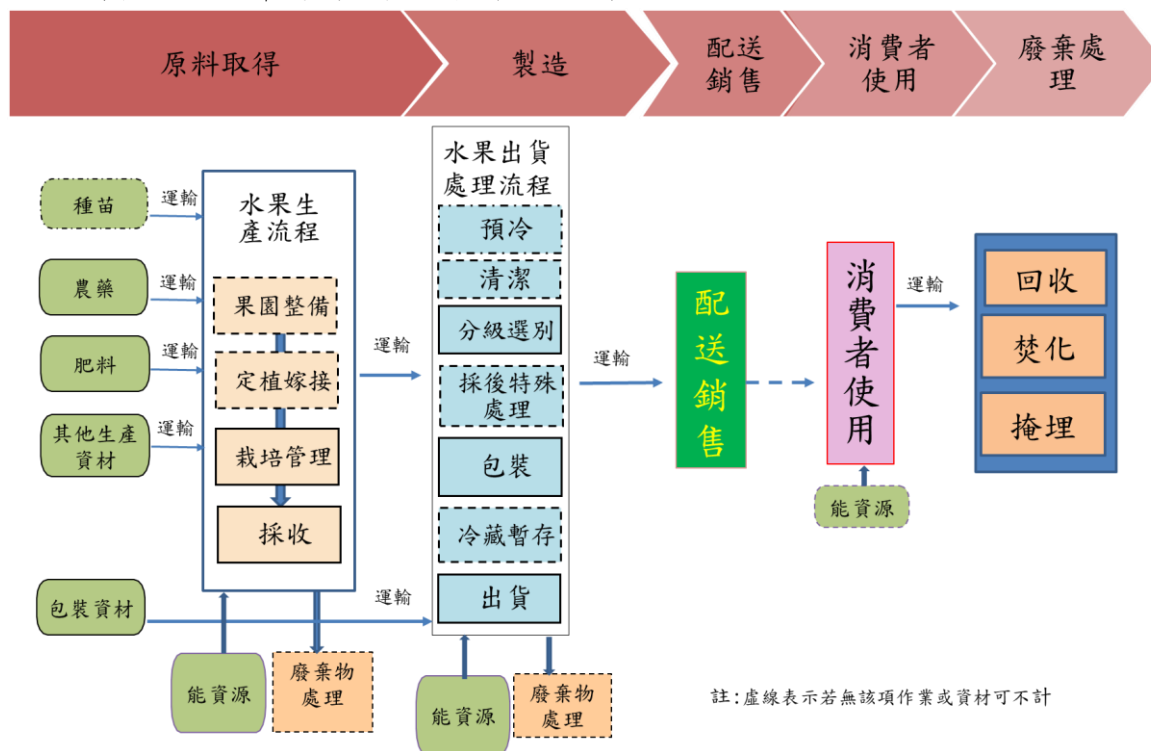 原料取得
製造
配送
銷售
消費者
使用
廢棄處
理
種苗
運輸
農藥
運輸
肥料
運輸
其他生產
資材
運輸
水果生
產流程
果園整備
定植嫁接
栽培管理
採收
運輸
包裝資材
運輸
能資源
廢棄物
處理
水果出貨
處理流程
預冷
清潔
分級選別
採後特殊
處理
包裝
冷藏暫存
出貨
能資源
廢棄物
處理
運輸
配送銷售
消費者使用
能資源
運輸
回收
焚化
掩埋
註:虛線表示若無該項作業或資材可不計